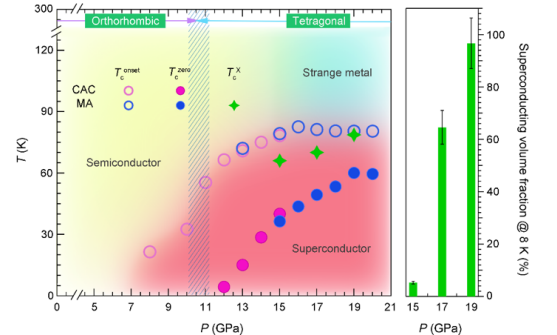 Orthorhombic
Tetragonal
300
120
90
60
30
0
T (K)
T_c^onset
T_c^zero
T_c^X
CAC
MA
Strange metal
Semiconductor
Superconductor
0 5 7 9 11 13 15 17 19 21
P (GPa)
100
80
60
40
20
0
Superconducting volume fraction @ 8 K (%)
15 17 19
P (GPa)